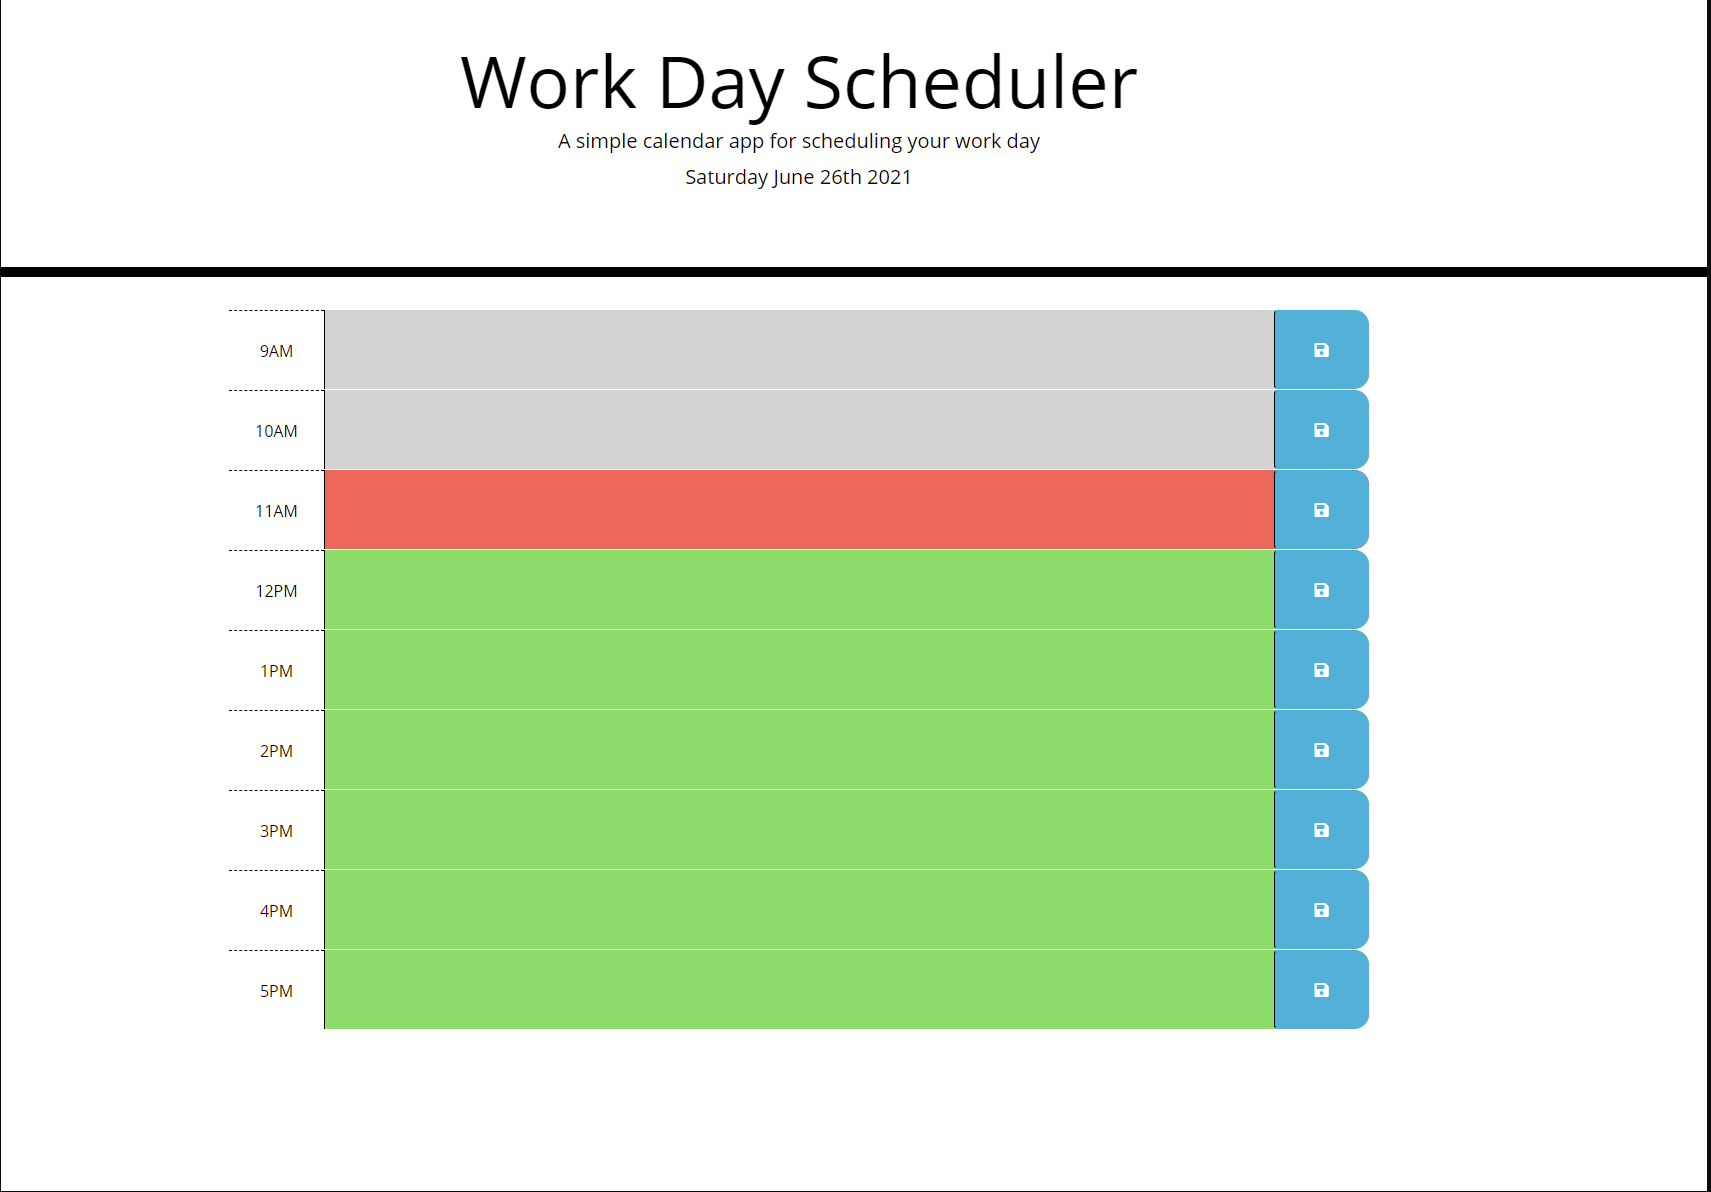 Work Day Scheduler
A simple calendar app for scheduling your work day
Saturday June 26th 2021
9AM
10AM
11AM
12PM
1PM
2PM
3PM
4PM
5PM